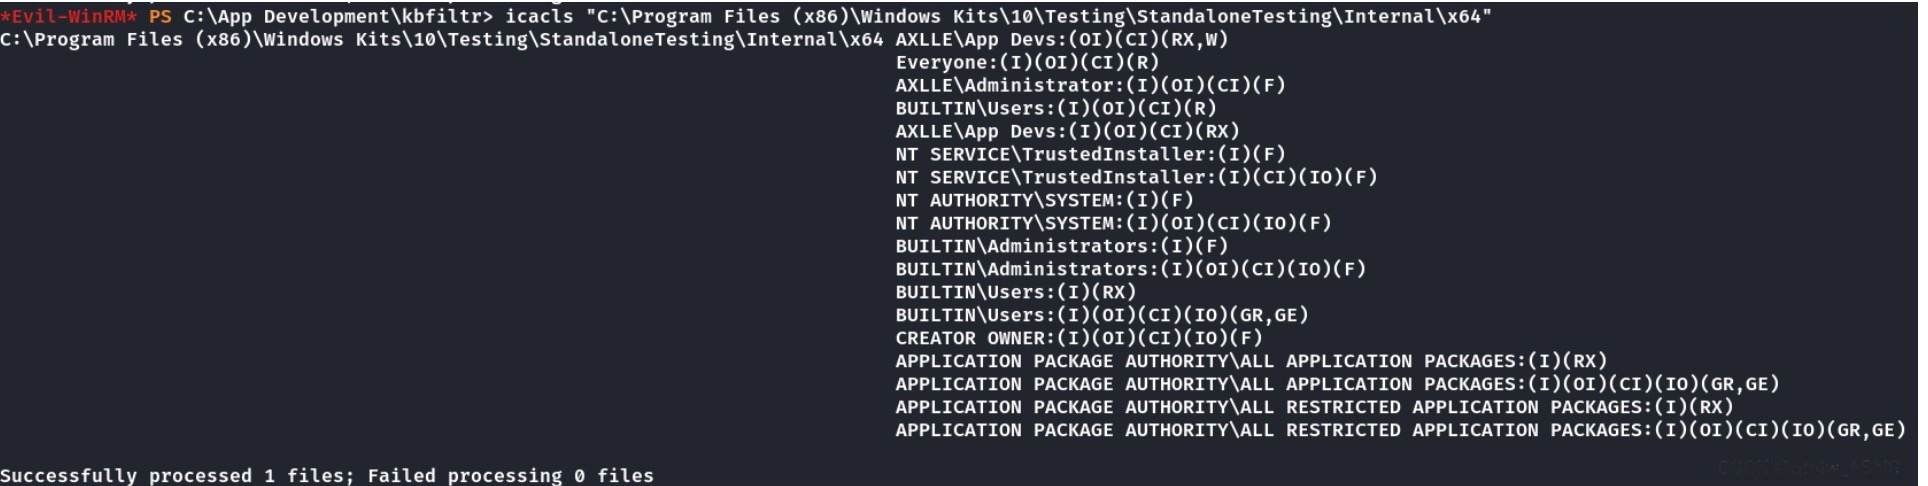 *Evil-WinRM* PS C:\App Development\kbfiltr> icacls "C:\Program Files (x86)\Windows Kits\10\Testing\StandaloneTesting\Internal\x64"
C:\Program Files (x86)\Windows Kits\10\Testing\StandaloneTesting\Internal\x64 AXLLE\App Devs:(OI)(CI)(RX,W)
Everyone:(I)(OI)(CI)(R)
AXLLE\Administrator:(I)(OI)(CI)(F)
BUILTIN\Users:(I)(OI)(CI)(R)
AXLLE\App Devs:(I)(OI)(CI)(RX)
NT SERVICE\TrustedInstaller:(I)(F)
NT SERVICE\TrustedInstaller:(I)(CI)(IO)(F)
NT AUTHORITY\SYSTEM:(I)(F)
NT AUTHORITY\SYSTEM:(I)(OI)(CI)(IO)(F)
BUILTIN\Administrators:(I)(F)
BUILTIN\Administrators:(I)(OI)(CI)(IO)(F)
BUILTIN\Users:(I)(RX)
BUILTIN\Users:(I)(OI)(CI)(IO)(GR,GE)
CREATOR OWNER:(I)(OI)(CI)(IO)(F)
APPLICATION PACKAGE AUTHORITY\ALL APPLICATION PACKAGES:(I)(RX)
APPLICATION PACKAGE AUTHORITY\ALL APPLICATION PACKAGES:(I)(OI)(CI)(IO)(GR,GE)
APPLICATION PACKAGE AUTHORITY\ALL RESTRICTED APPLICATION PACKAGES:(I)(RX)
APPLICATION PACKAGE AUTHORITY\ALL RESTRICTED APPLICATION PACKAGES:(I)(OI)(CI)(IO)(GR,GE)
Successfully processed 1 files; Failed processing 0 files